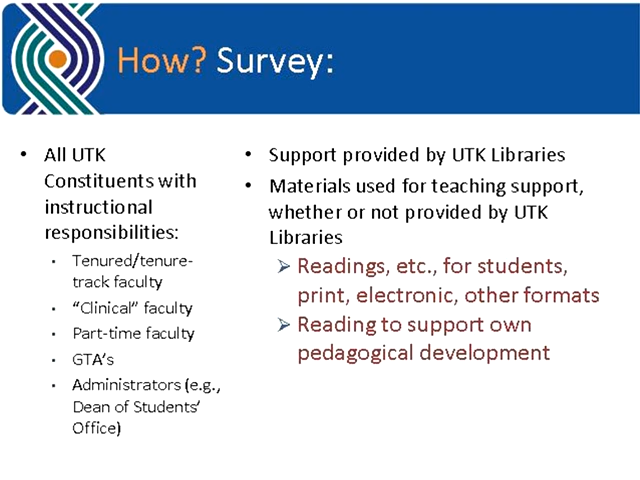 How? Survey:
• All UTK
Constituents with
instructional
responsibilities:
• Tenured/tenure-
track faculty
• “Clinical” faculty
• Part-time faculty
• GTA’s
• Administrators (e.g.,
Dean of Students’
Office)
• Support provided by UTK Libraries
• Materials used for teaching support,
whether or not provided by UTK
Libraries
➢ Readings, etc., for students,
print, electronic, other formats
➢ Reading to support own
pedagogical development